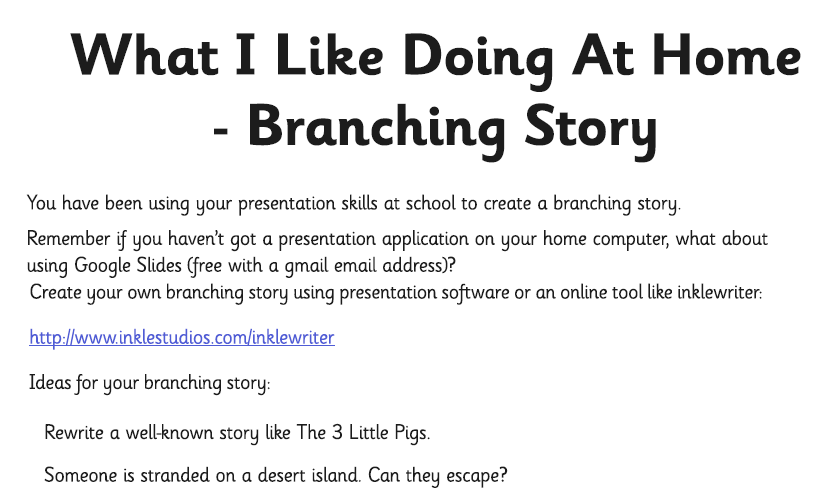 What I Like Doing At Home
- Branching Story
You have been using your presentation skills at school to create a branching story.
Remember if you haven't got a presentation application on your home computer, what about
using Google Slides (free with a gmail email address)?
Create your own branching story using presentation software or an online tool like inklewriter:
http://www.inklestudios.com/inklewriter
Ideas for your branching story:
Rewrite a well-known story like The 3 Little Pigs.
Someone is stranded on a desert island. Can they escape?